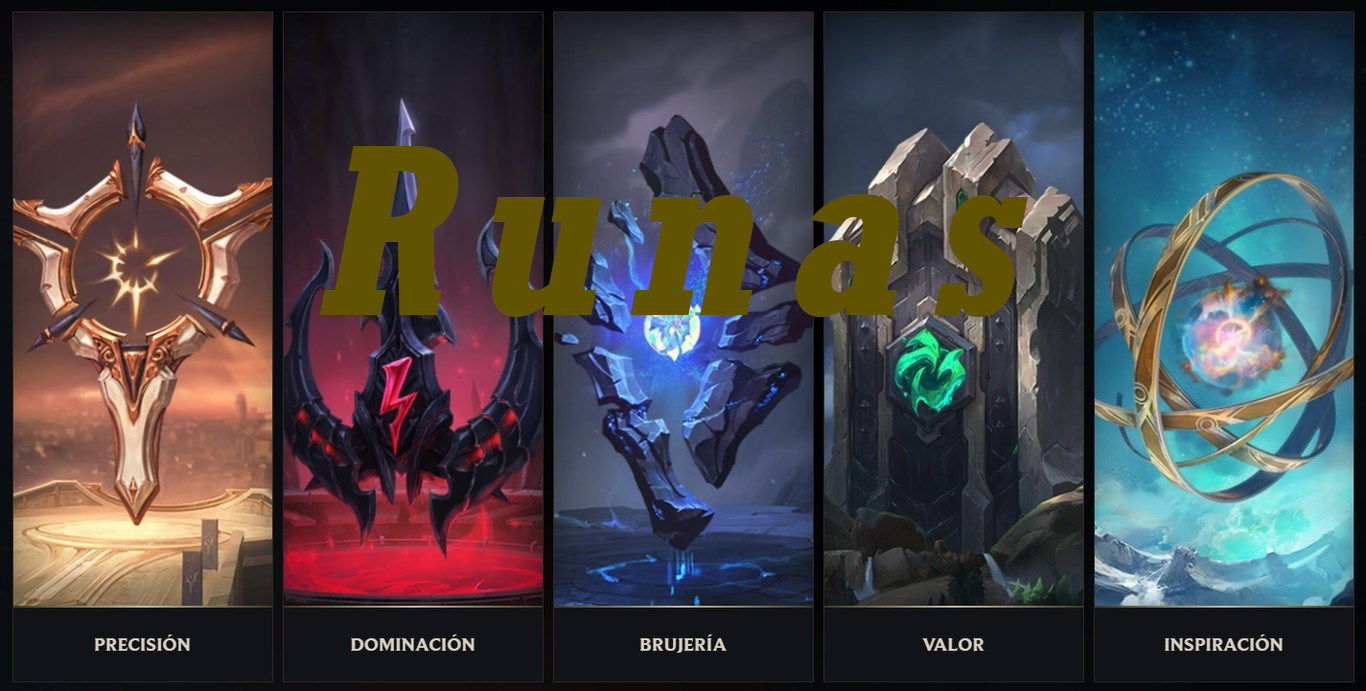 Runas
PRECISIÓN
DOMINACIÓN
BRUJERÍA
VALOR
INSPIRACIÓN